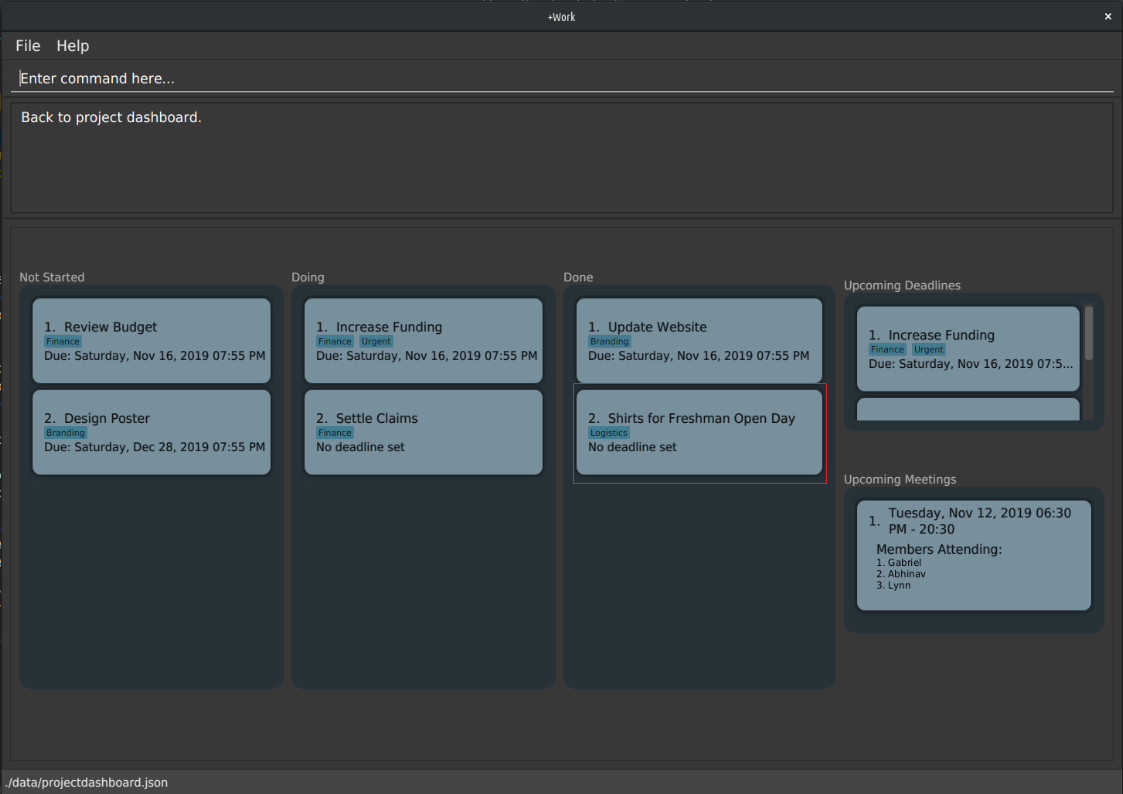 +Work
×
File Help
Enter command here...
Back to project dashboard.
Not Started
1. Review Budget
Finance
Due: Saturday, Nov 16, 2019 07:55 PM
2. Design Poster
Branding
Due: Saturday, Dec 28, 2019 07:55 PM
Doing
1. Increase Funding
Finance Urgent
Due: Saturday, Nov 16, 2019 07:55 PM
2. Settle Claims
Finance
No deadline set
Done
1. Update Website
Branding
Due: Saturday, Nov 16, 2019 07:55 PM
2. Shirts for Freshman Open Day
Logistics
No deadline set
Upcoming Deadlines
1. Increase Funding
Finance Urgent
Due: Saturday, Nov 16, 2019 07:5...
Upcoming Meetings
1. Tuesday, Nov 12, 2019 06:30
PM - 20:30
Members Attending:
1. Gabriel
2. Abhinav
3. Lynn
./data/projectdashboard.json